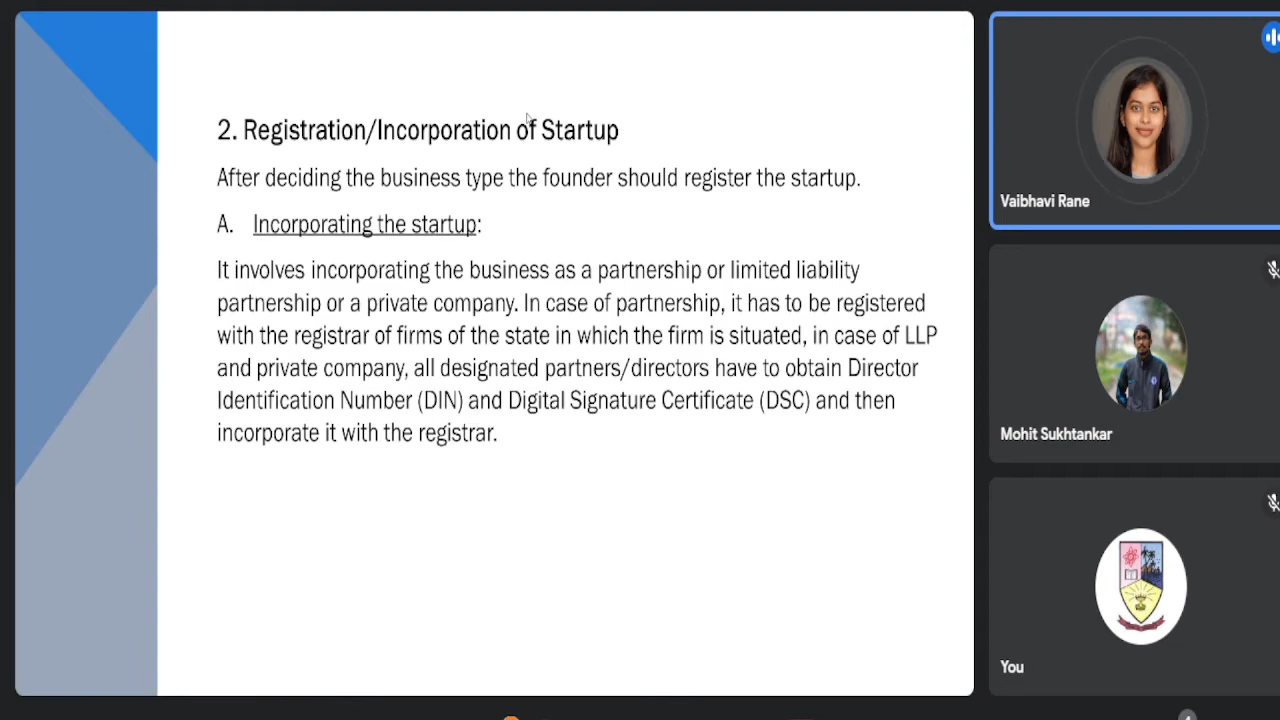 2. Registration/Incorporation of Startup
After deciding the business type the founder should register the startup.
A. Incorporating the startup:
It involves incorporating the business as a partnership or limited liability
partnership or a private company. In case of partnership, it has to be registered
with the registrar of firms of the state in which the firm is situated, in case of LLP
and private company, all designated partners/directors have to obtain Director
Identification Number (DIN) and Digital Signature Certificate (DSC) and then
incorporate it with the registrar.
Vaibhavi Rane
Mohit Sukhtankar
You